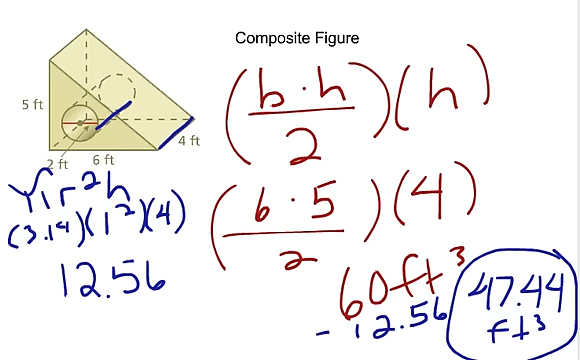 Composite Figure
5 ft
4 ft
2 ft
6 ft
(b · h / 2)(h)
πr²h
(3.14)(1²)(4)
12.56
(6 · 5 / 2)(4)
60ft³
- 12.56
47.44
ft³